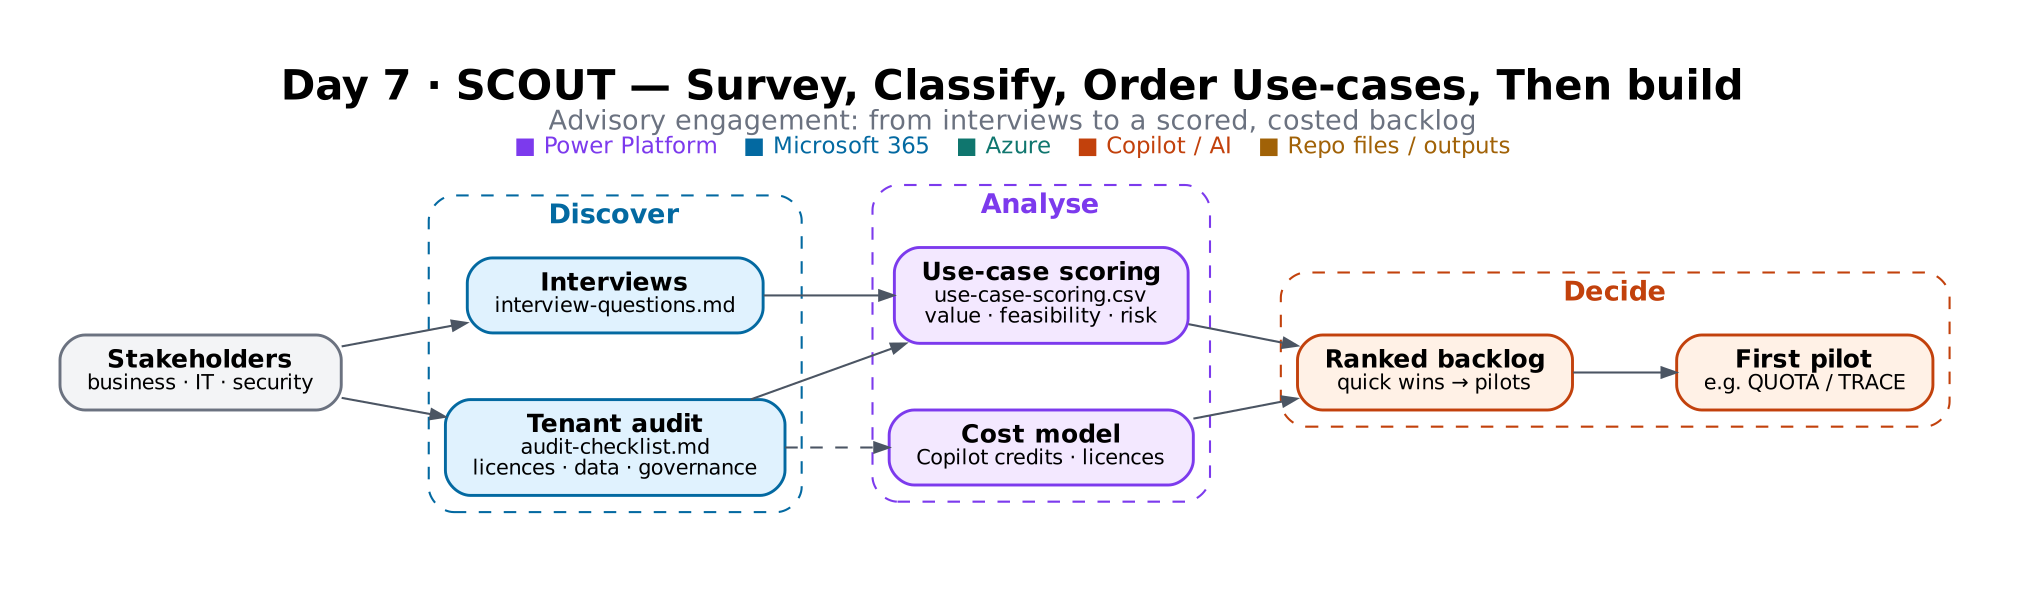 Day 7 · SCOUT — Survey, Classify, Order Use-cases, Then build
Advisory engagement: from interviews to a scored, costed backlog
■ Power Platform ■ Microsoft 365 ■ Azure ■ Copilot / AI ■ Repo files / outputs
Stakeholders
business · IT · security
Discover
Interviews
interview-questions.md
Tenant audit
audit-checklist.md
licences · data · governance
Analyse
Use-case scoring
use-case-scoring.csv
value · feasibility · risk
Cost model
Copilot credits · licences
Decide
Ranked backlog
quick wins → pilots
First pilot
e.g. QUOTA / TRACE